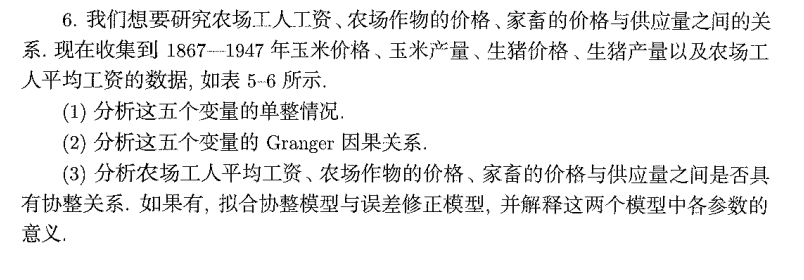 6. 我们想要研究农场工人工资、农场作物的价格、家畜的价格与供应量之间的关
系. 现在收集到 1867—1947 年玉米价格、玉米产量、生猪价格、生猪产量以及农场工
人平均工资的数据, 如表 5-6 所示.
(1) 分析这五个变量的单整情况.
(2) 分析这五个变量的 Granger 因果关系.
(3) 分析农场工人平均工资、农场作物的价格、家畜的价格与供应量之间是否具
有协整关系. 如果有, 拟合协整模型与误差修正模型, 并解释这两个模型中各参数的
意义.